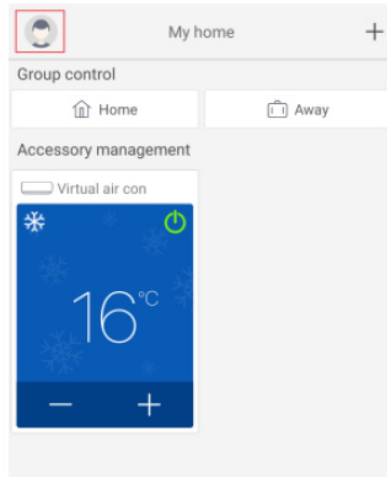 My home +
Group control
Home Away
Accessory management
Virtual air con
16°C
− +